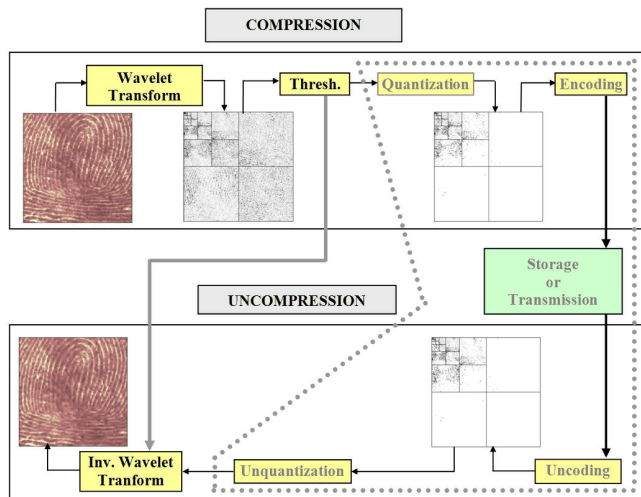 COMPRESSION
Wavelet
Transform
Thresh.
Quantization
Encoding
Storage
or
Transmission
UNCOMPRESSION
Inv. Wavelet
Tranform
Unquantization
Uncoding